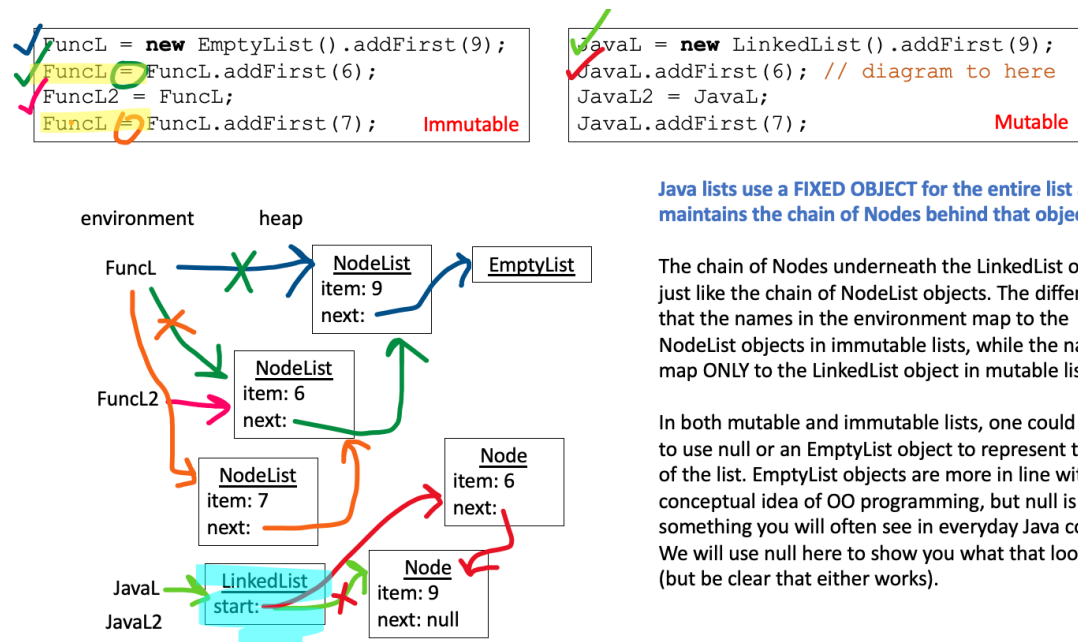 FuncL = new EmptyList().addFirst(9);
FuncL = FuncL.addFirst(6);
FuncL2 = FuncL;
FuncL = FuncL.addFirst(7);
Immutable
JavaL = new LinkedList().addFirst(9);
JavaL.addFirst(6); // diagram to here
JavaL2 = JavaL;
JavaL.addFirst(7);
Mutable
Java lists use a FIXED OBJECT for the entire list
maintains the chain of Nodes behind that
environment
heap
FuncL
NodeList
item: 9
next:
EmptyList
FuncL2
NodeList
item: 6
next:
NodeList
item: 7
next:
Node
item: 6
next:
JavaL
JavaL2
LinkedList
start:
Node
item: 9
next: null
The chain of Nodes underneath the LinkedList
just like the chain of NodeList objects. The
that the names in the environment map to the
NodeList objects in immutable lists, while the
map ONLY to the LinkedList object in mutable
In both mutable and immutable lists, one could
to use null or an EmptyList object to represent
of the list. EmptyList objects are more in line
conceptual idea of OO programming, but null is
something you will often see in everyday Java
We will use null here to show you what that
(but be clear that either works).